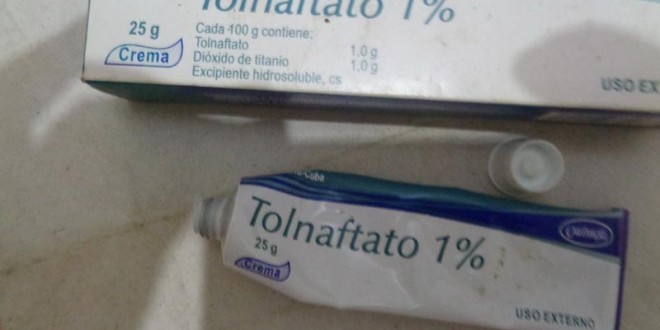 Tolnaftato 1%
25 g
Crema
Cada 100 g contiene:
Tolnaftato 1.0 g
Dióxido de titanio 1.0 g
Excipiente hidrosoluble, cs
USO EX
Cuba
Tolnaftato 1%
25 g
Crema
USO EXTERNO